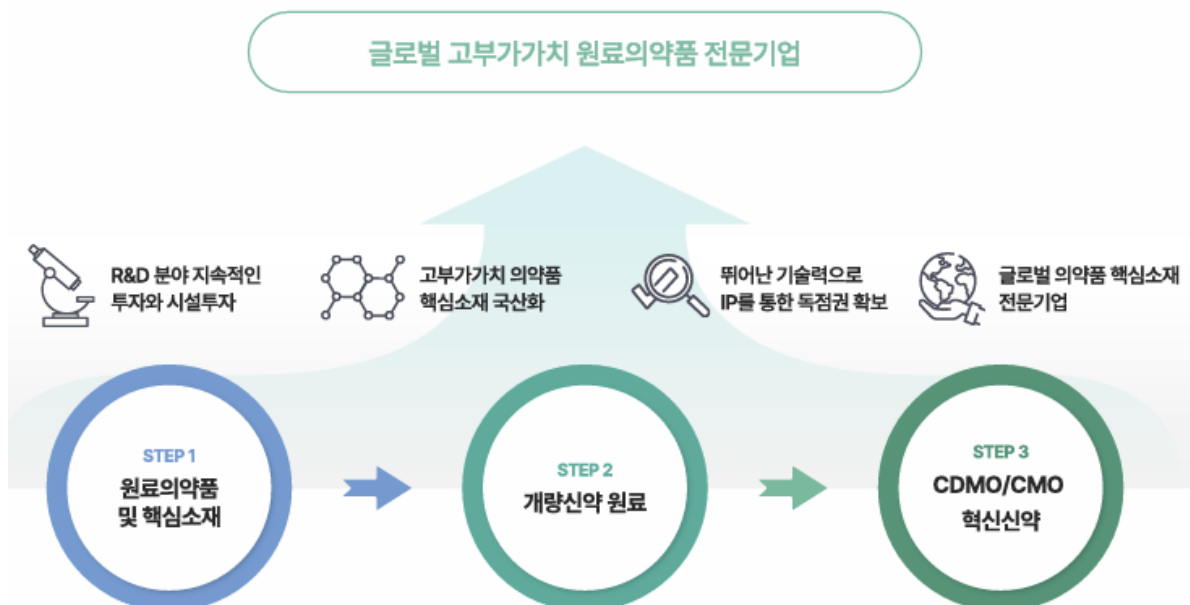 글로벌 고부가가치 원료의약품 전문기업
R&D 분야 지속적인
투자와 시설투자
고부가가치 의약품
핵심소재 국산화
뛰어난 기술력으로
IP를 통한 독점권 확보
글로벌 의약품 핵심소재
전문기업
STEP 1
원료의약품
및 핵심소재
STEP 2
개량신약 원료
STEP 3
CDMO/CMO
혁신신약